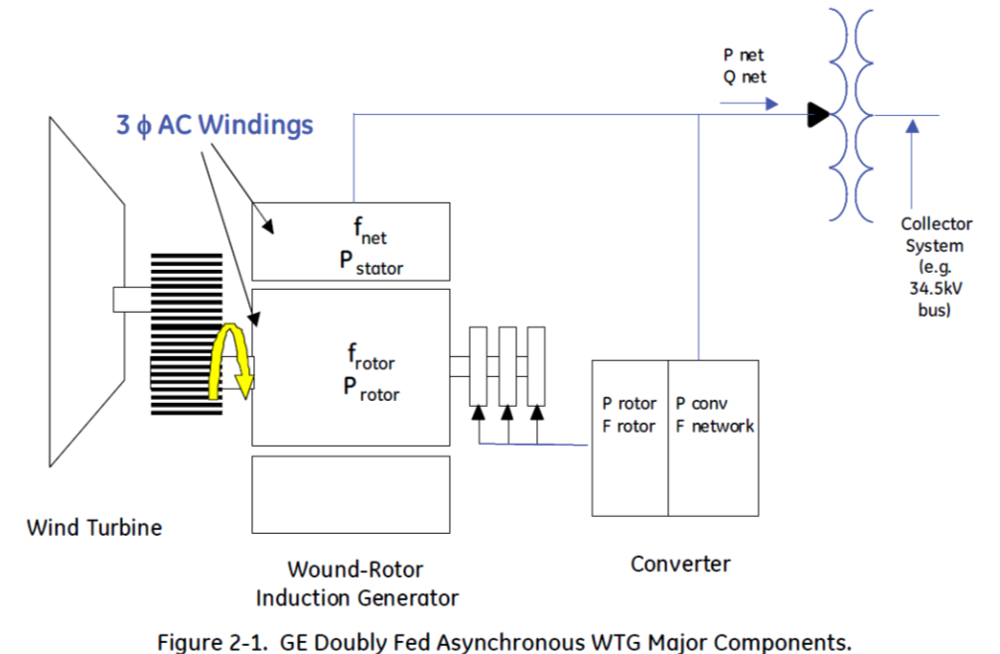 P net
Q net
3 ϕ AC Windings
f net
P stator
Collector
System
(e.g.
34.5kV
bus)
f rotor
P rotor
P rotor
F rotor
P conv
F network
Wind Turbine
Wound-Rotor
Induction Generator
Converter
Figure 2-1. GE Doubly Fed Asynchronous WTG Major Components.